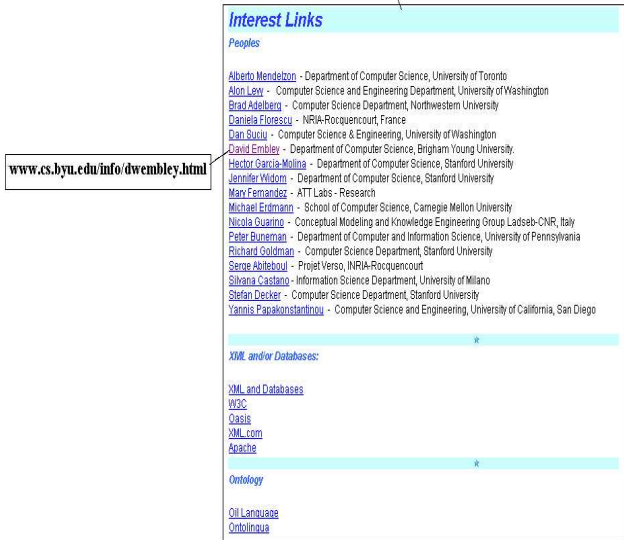 Interest Links
Peoples
Alberto Mendelzon - Department of Computer Science, University of Toronto
Alon Levy - Computer Science and Engineering Department, University of Washington
Brad Adelberg - Computer Science Department, Northwestern University
Daniela Florescu - NRIA-Rocquencourt, France
Dan Suciu - Computer Science & Engineering, University of Washington
David Embley - Department of Computer Science, Brigham Young University.
www.cs.byu.edu/info/dwembley.html
Hector Garcia-Molina - Department of Computer Science, Stanford University
Jennifer Widom - Department of Computer Science, Stanford University
Mary Fernandez - ATT Labs - Research
Michael Erdmann - School of Computer Science, Carnegie Mellon University
Nicola Guarino - Conceptual Modeling and Knowledge Engineering Group Ladseb-CNR, Italy
Peter Buneman - Department of Computer and Information Science, University of Pennsylvania
Richard Goldman - Computer Science Department, Stanford University
Serge Abiteboul - Projet Verso, INRIA-Rocquencourt
Silvana Castano - Information Science Department, University of Milano
Stefan Decker - Computer Science Department, Stanford University
Yannis Papakonstantinou - Computer Science and Engineering, University of California, San Diego
XML and/or Databases:
XML and Databases
W3C
Oasis
XML.com
Apache
Ontology
Oil Language
Ontolingua